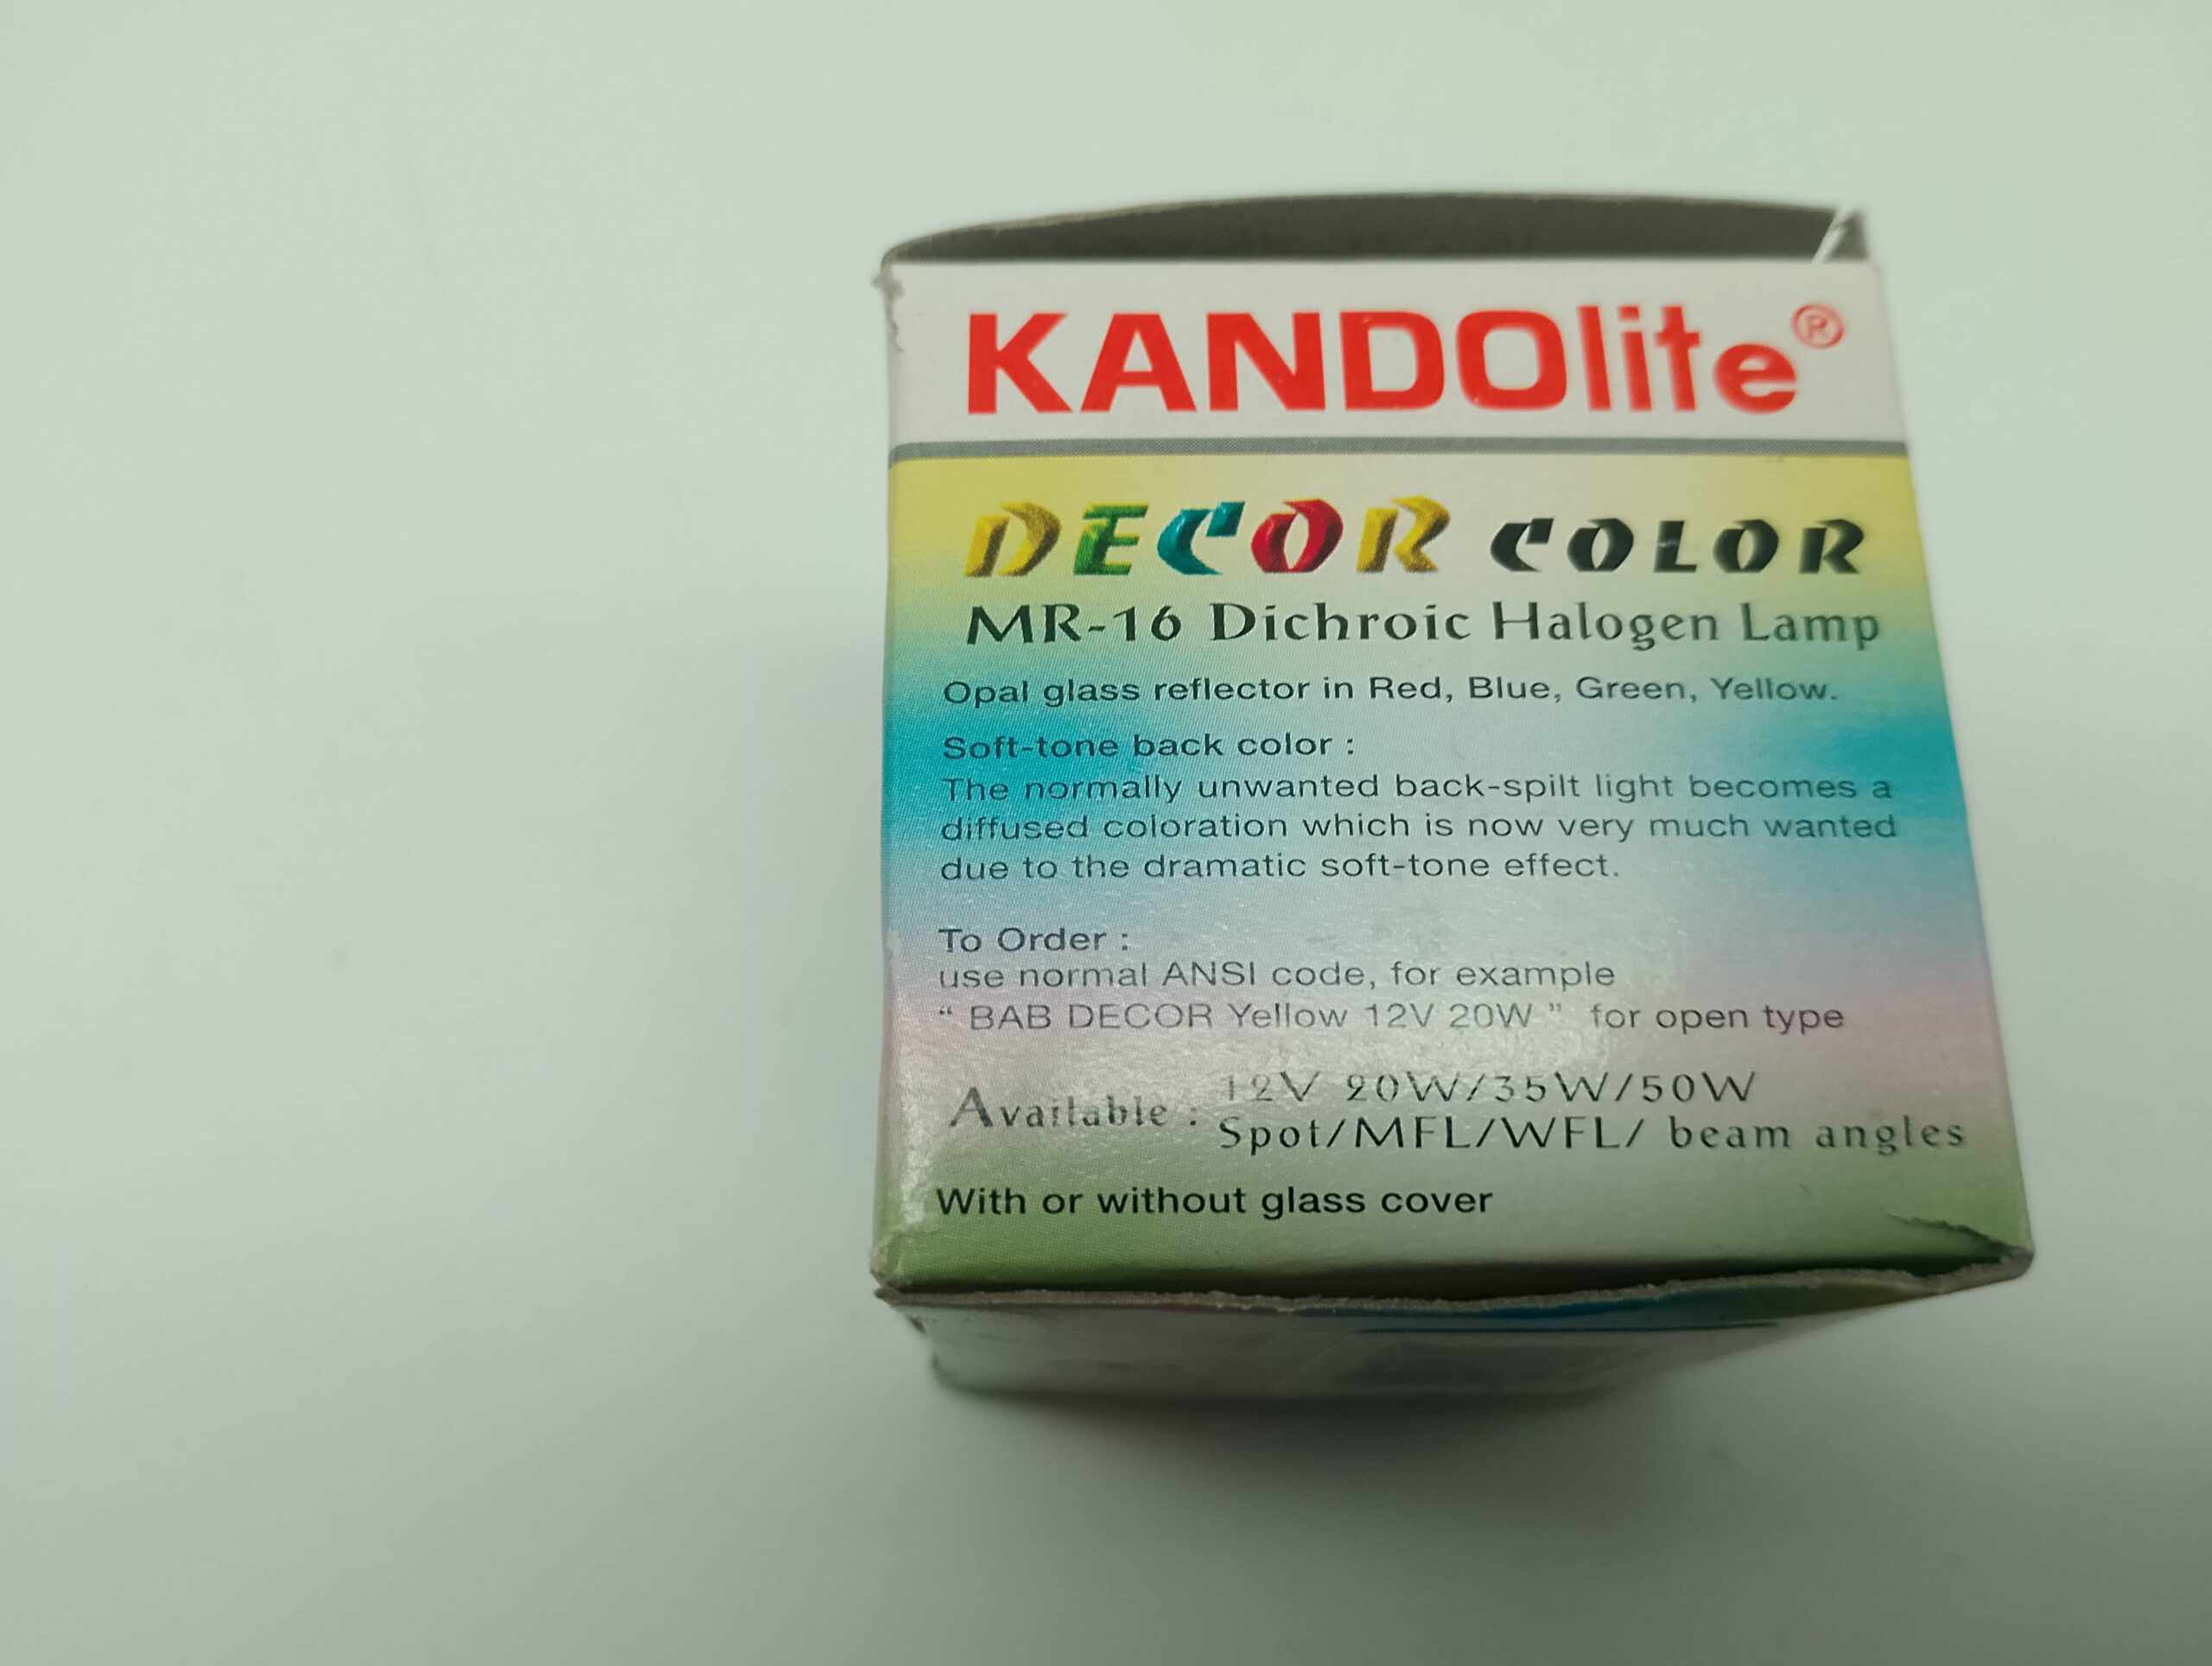 KANDOlite®
DECOR COLOR
MR-16 Dichroic Halogen Lamp
Opal glass reflector in Red, Blue, Green, Yellow.
Soft-tone back color :
The normally unwanted back-spilt light becomes a
diffused coloration which is now very much wanted
due to the dramatic soft-tone effect.
To Order :
use normal ANSI code, for example
“ BAB DECOR Yellow 12V 20W ” for open type
Available : 12V 20W/35W/50W
Spot/MFL/WFL/ beam angles
With or without glass cover